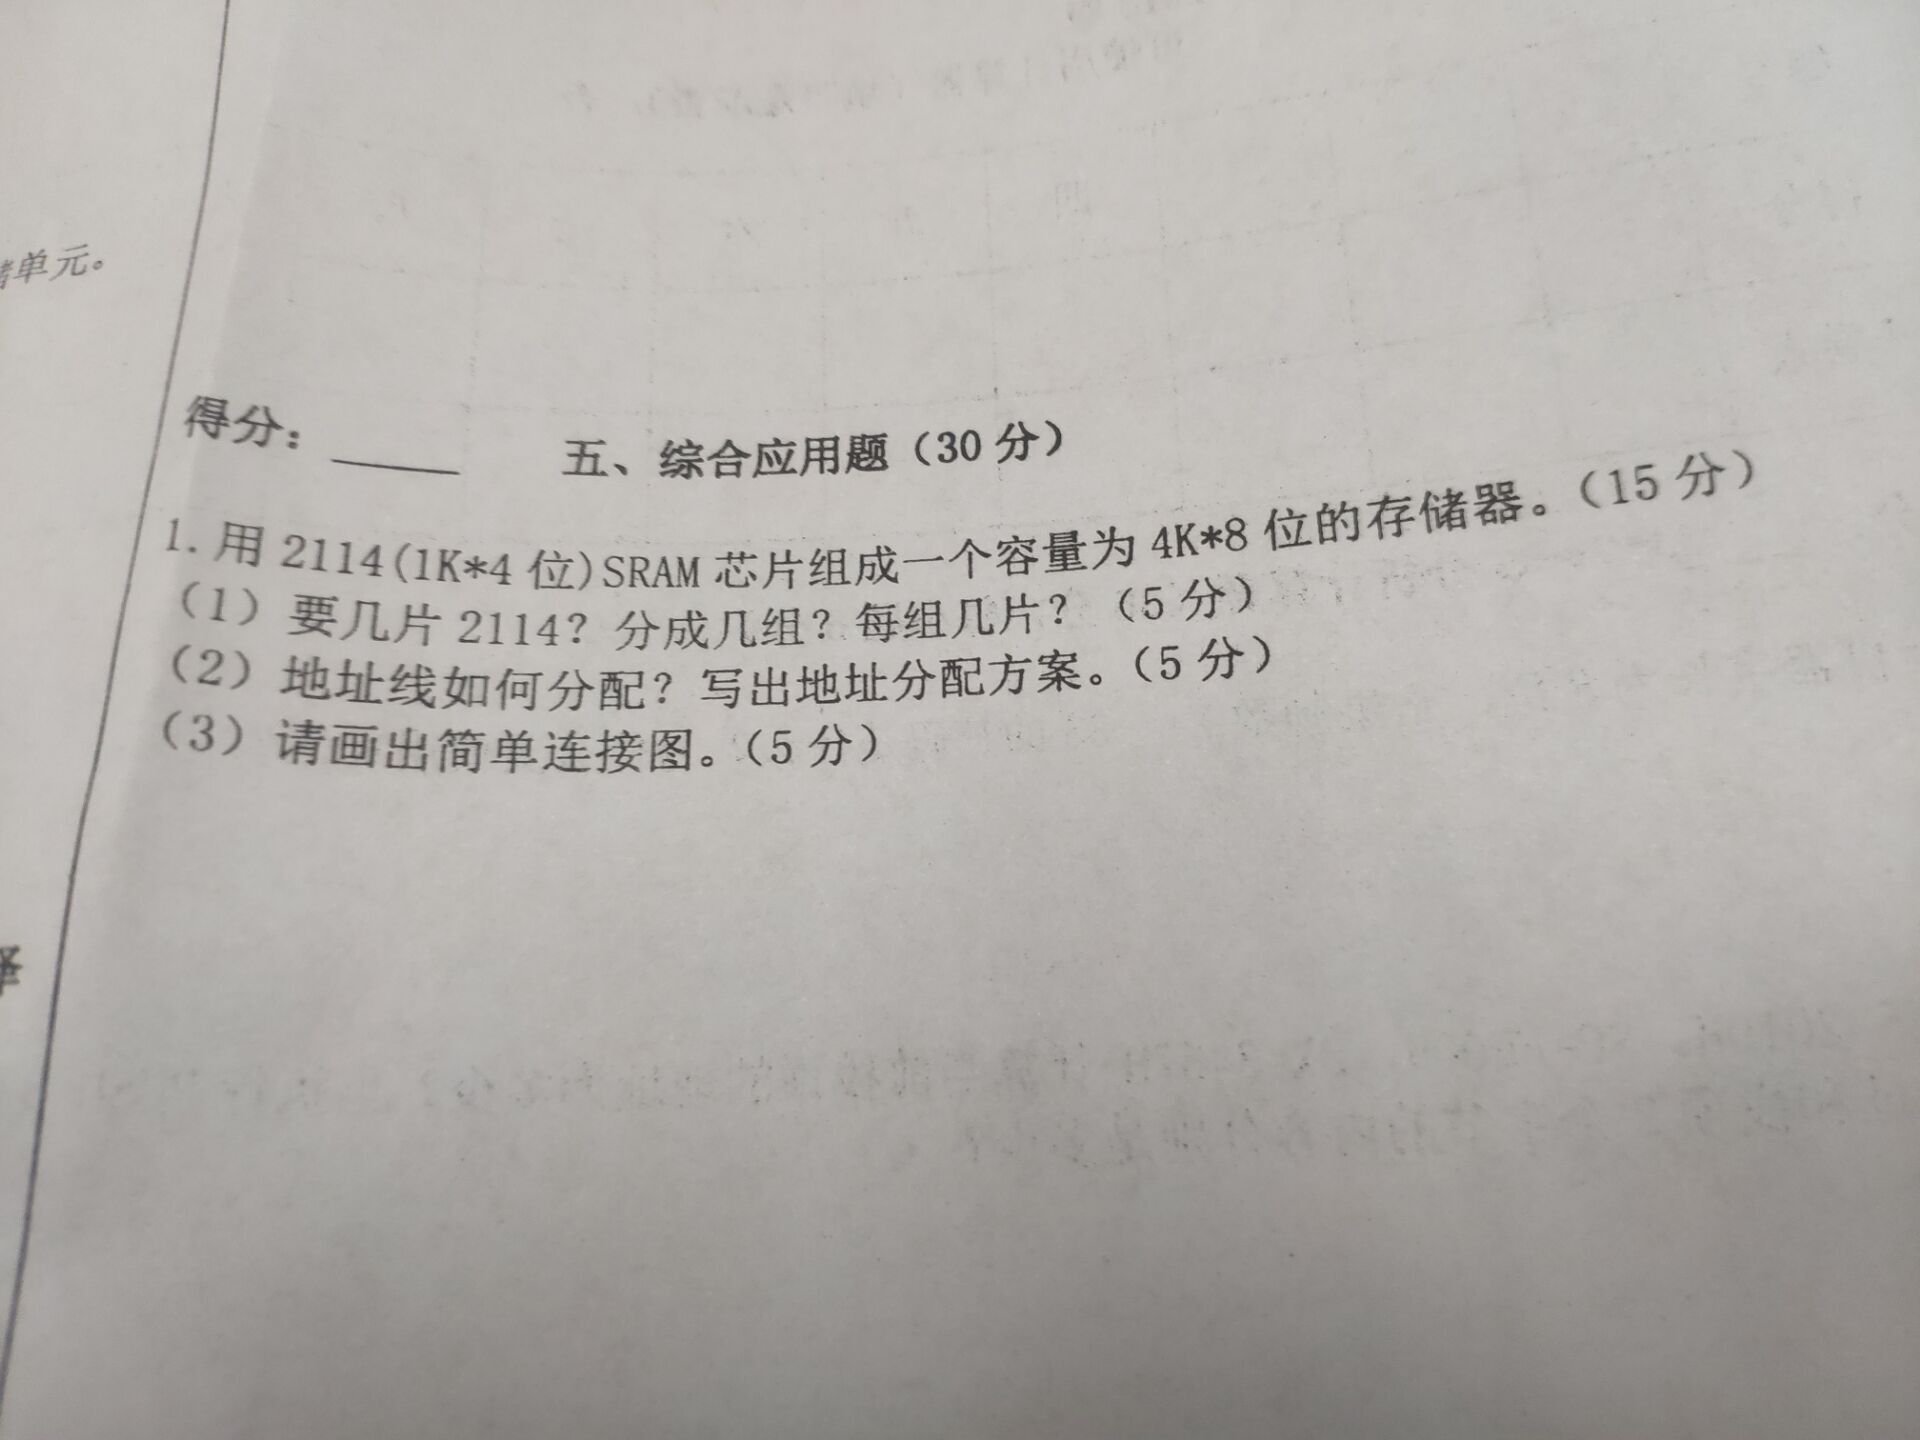 单元。
得分：_____ 五、综合应用题（30 分）
1. 用 2114(1K*4 位)SRAM 芯片组成一个容量为 4K*8 位的存储器。（15 分）
（1）要几片 2114？分成几组？每组几片？（5 分）
（2）地址线如何分配？写出地址分配方案。（5 分）
（3）请画出简单连接图。（5 分）